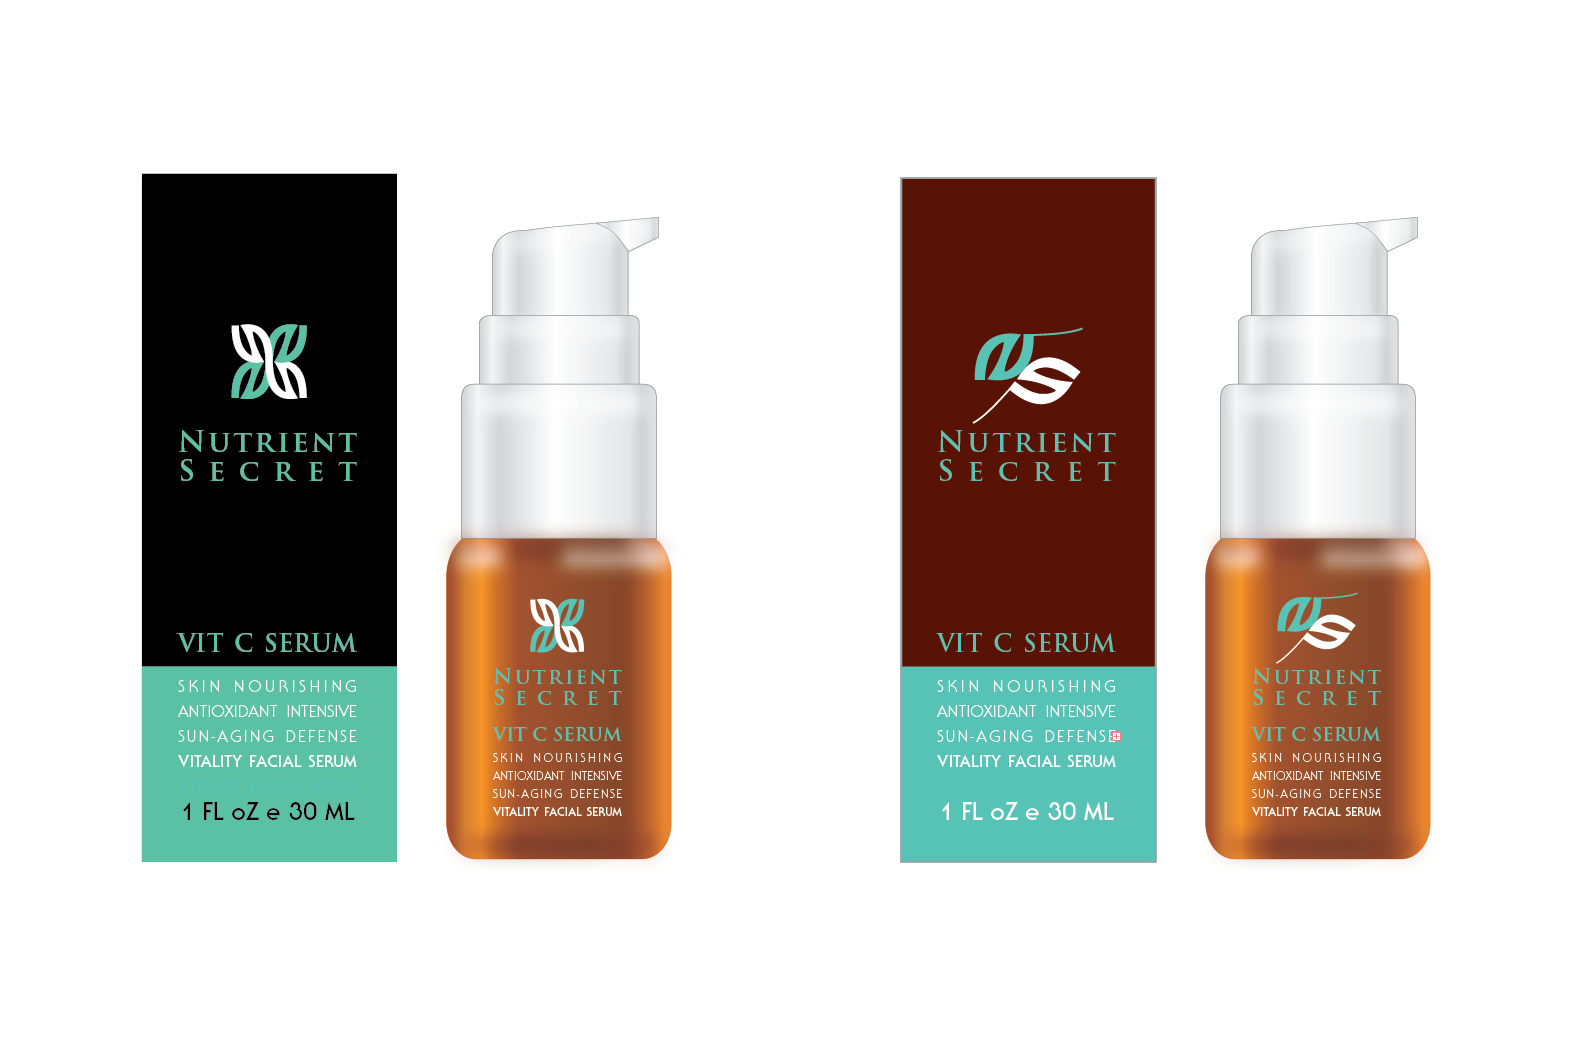 NUTRIENT
SECRET
VIT C SERUM
SKIN NOURISHING
ANTIOXIDANT INTENSIVE
SUN-AGING DEFENSE
VITALITY FACIAL SERUM
1 FL oZ e 30 ML
NUTRIENT
SECRET
VIT C SERUM
SKIN NOURISHING
ANTIOXIDANT INTENSIVE
SUN-AGING DEFENSE
VITALITY FACIAL SERUM
NS
NUTRIENT
SECRET
VIT C SERUM
SKIN NOURISHING
ANTIOXIDANT INTENSIVE
SUN-AGING DEFENSE
VITALITY FACIAL SERUM
1 FL oZ e 30 ML
NS
NUTRIENT
SECRET
VIT C SERUM
SKIN NOURISHING
ANTIOXIDANT INTENSIVE
SUN-AGING DEFENSE
VITALITY FACIAL SERUM